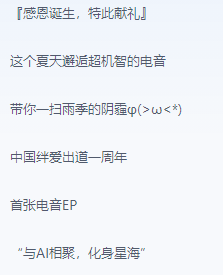 『感恩诞生，特此献礼』
这个夏天邂逅超机智的电音
带你一扫雨季的阴霾φ(>ω<*)
中国绊爱出道一周年
首张电音EP
“与AI相聚，化身星海”